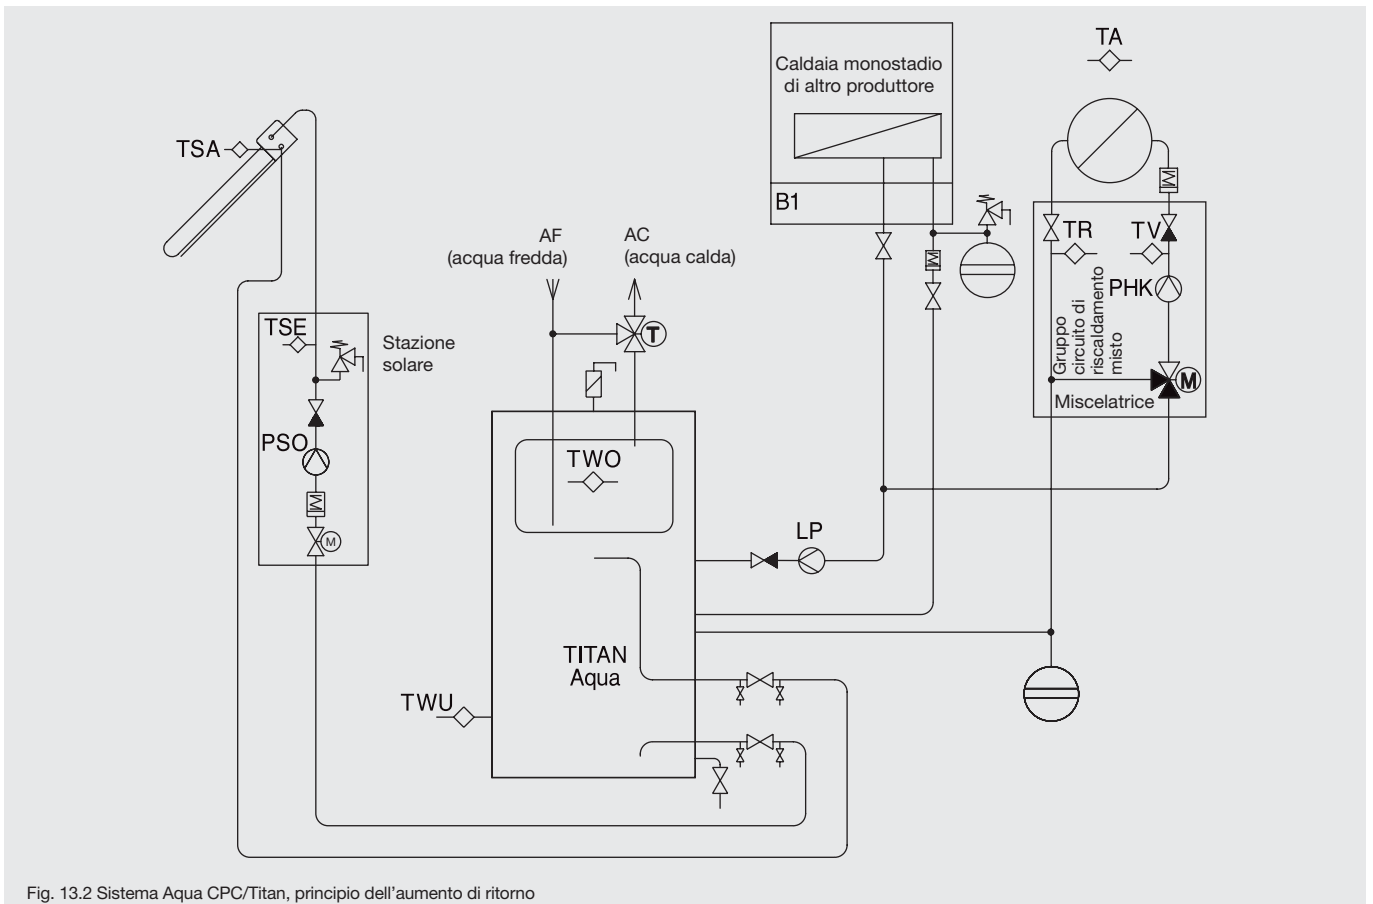 TA
Caldaia monostadio
di altro produttore
TSA
B1
AF
(acqua fredda)
AC
(acqua calda)
TR
TV
PHK
Gruppo
circuito di
riscaldamento
misto
TSE
Stazione
solare
T
M
Miscelatrice
PSO
TWO
M
LP
TITAN
Aqua
TWU
Fig. 13.2 Sistema Aqua CPC/Titan, principio dell'aumento di ritorno